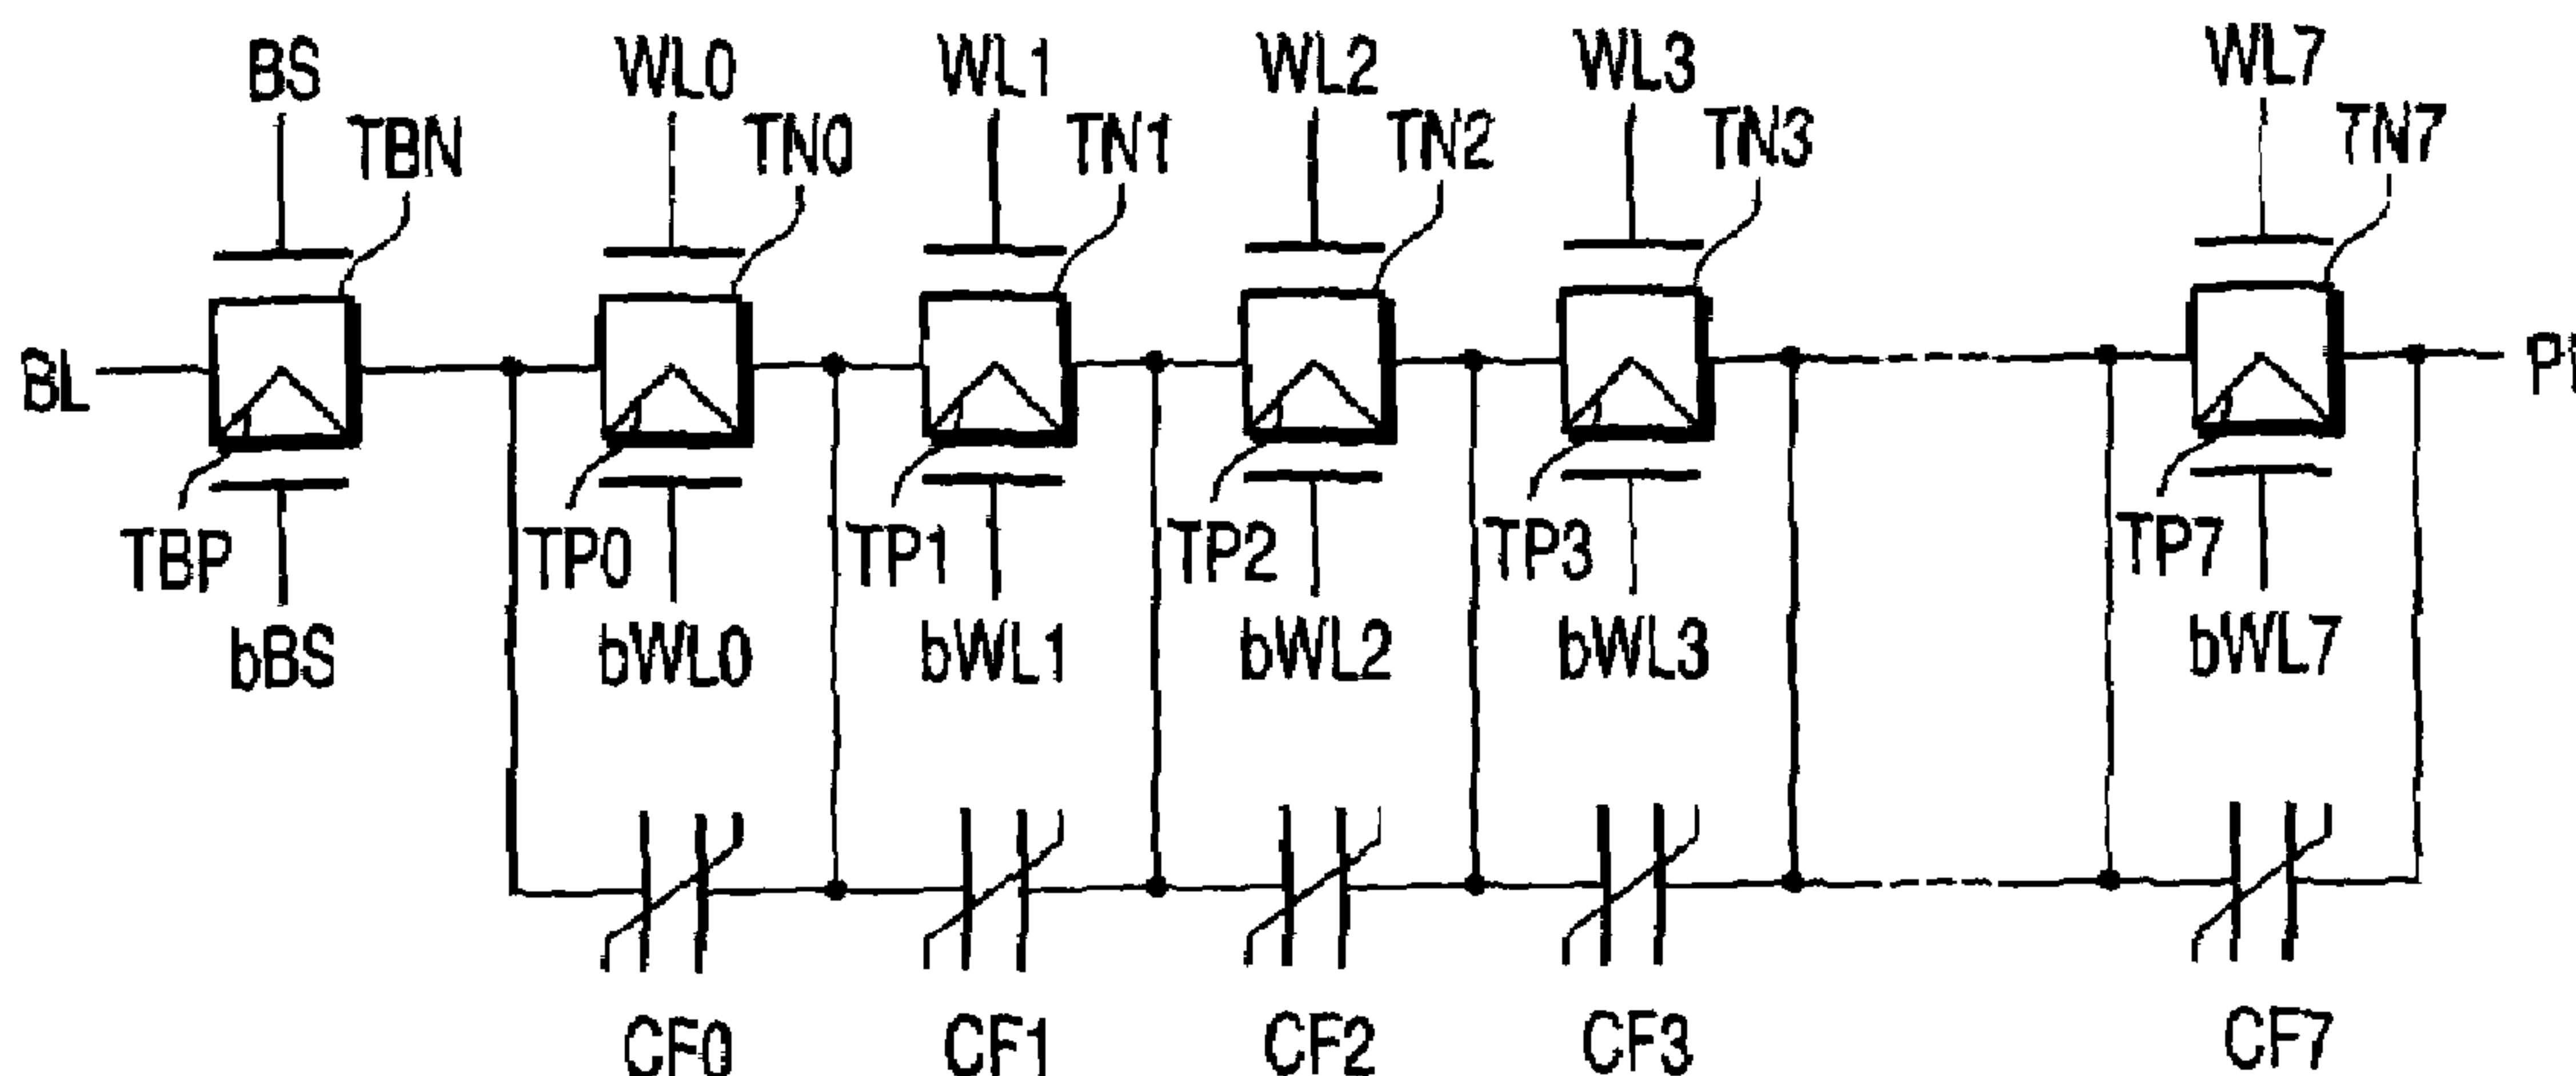 BS WL0 WL1 WL2 WL3 WL7
TBN TN0 TN1 TN2 TN3 TN7
BL
TBP TP0 TP1 TP2 TP3 TP7
bBS bWL0 bWL1 bWL2 bWL3 bWL7
CF0 CF1 CF2 CF3 CF7